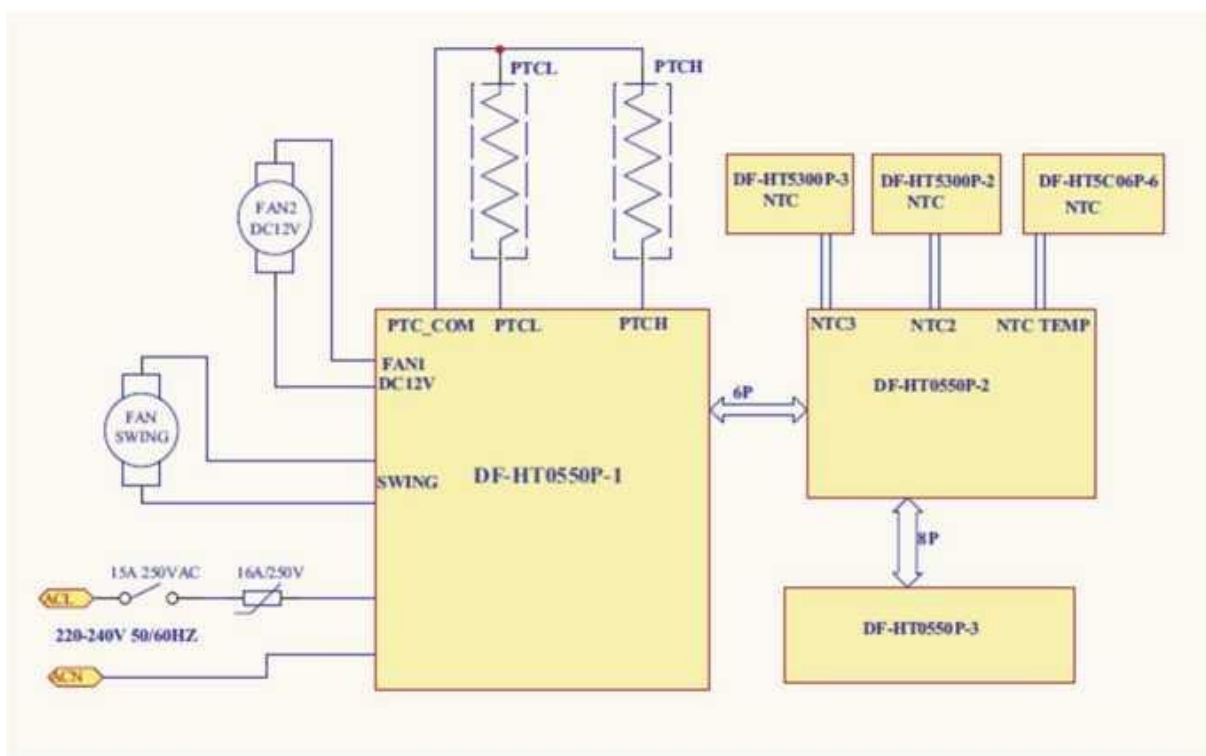 PTCL
PTCH
FAN2
DC12V
DF-HT5300P-3
NTC
DF-HT5300P-2
NTC
DF-HT5C06P-6
NTC
PTC_COM
PTCL
PTCH
NTC3
NTC2
NTC TEMP
FAN1
DC12V
DF-HT0550P-2
6P
FAN
SWING
SWING
DF-HT0550P-1
8P
15A 250VAC
16A/250V
ACL
220-240V 50/60HZ
DF-HT0550P-3
ACN